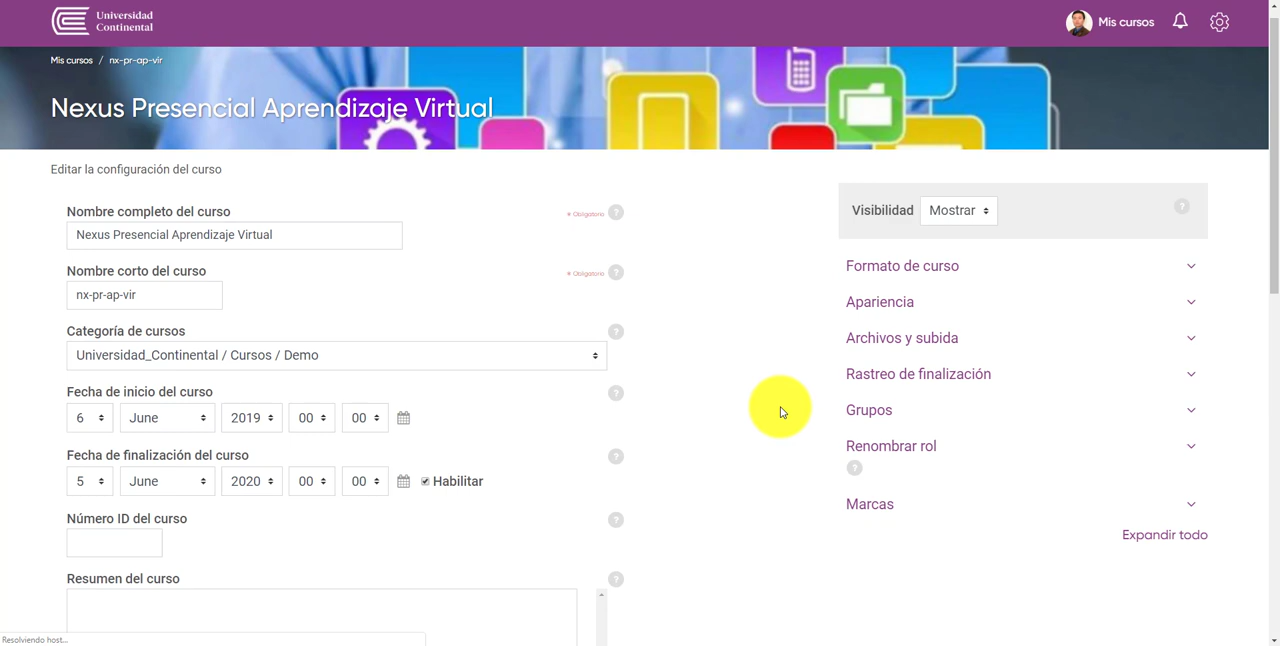 Universidad
Continental
Mis cursos
Mis cursos / nx-pr-ap-vir
Nexus Presencial Aprendizaje Virtual
Editar la configuración del curso
Nombre completo del curso
* Obligatorio ?
Nexus Presencial Aprendizaje Virtual
Nombre corto del curso
* Obligatorio ?
nx-pr-ap-vir
Categoría de cursos ?
Universidad_Continental / Cursos / Demo
Fecha de inicio del curso ?
6 June 2019 00 00
Fecha de finalización del curso ?
5 June 2020 00 00 Habilitar
Número ID del curso ?
Resumen del curso ?
Resolviendo host...
Visibilidad Mostrar ?
Formato de curso
Apariencia
Archivos y subida
Rastreo de finalización
Grupos
Renombrar rol
?
Marcas
Expandir todo